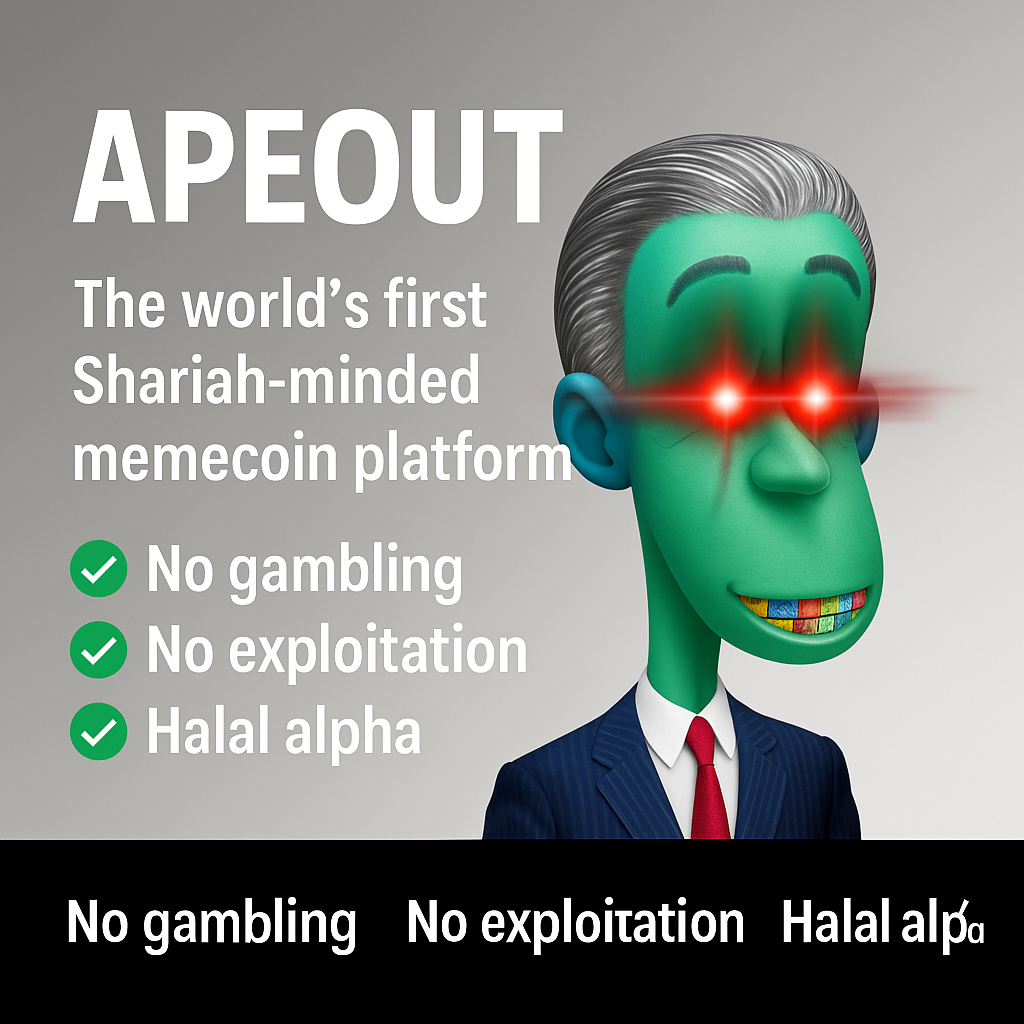 APEOUT
The world’s first
Shariah-minded
memecoin platform
No gambling
No exploitation
Halal alpha
No gambling No exploitation Halal